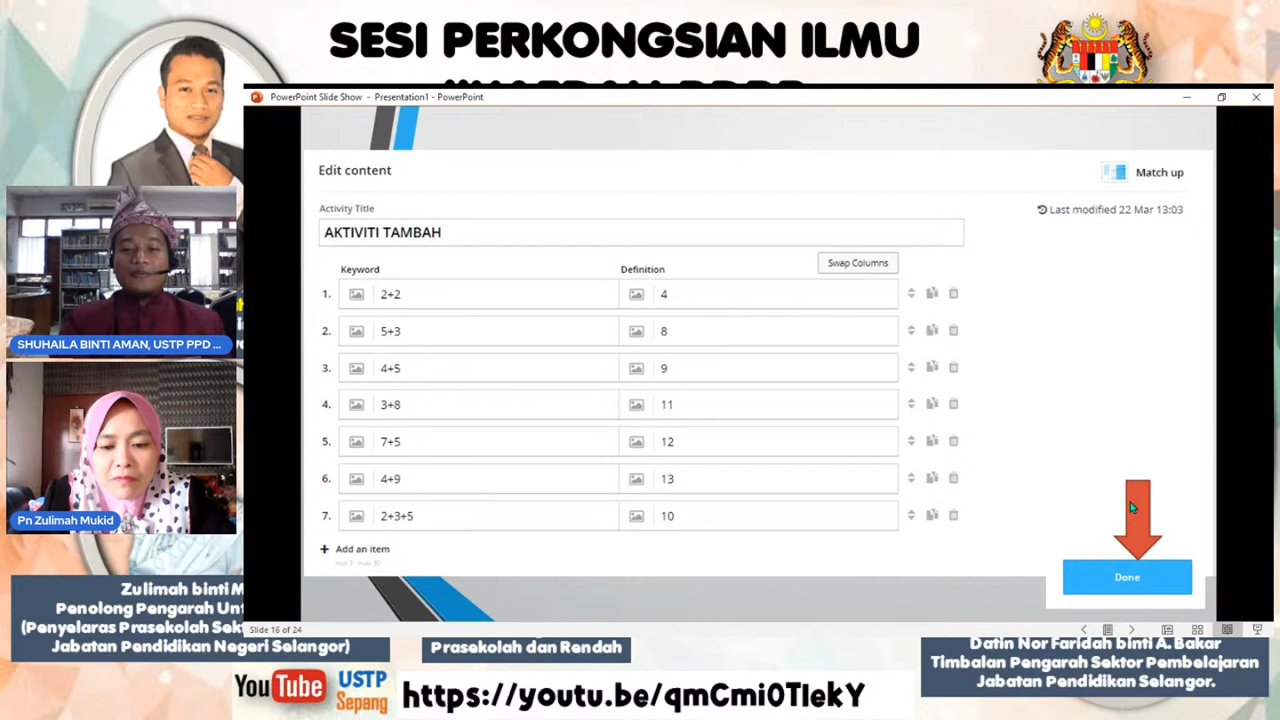 SESI PERKONGSIAN ILMU
PowerPoint Slide Show - Presentation1 - PowerPoint
Edit content
Match up
Activity Title
Last modified 22 Mar 13:03
AKTIVITI TAMBAH
Swap Columns
Keyword Definition
1. 2+2 4
2. 5+3 8
3. 4+5 9
4. 3+8 11
5. 7+5 12
6. 4+9 13
7. 2+3+5 10
+ Add an item
min 3 max 30
Done
Slide 16 of 24
SHUHAILA BINTI AMAN, USTP PPD ...
Pn Zulimah Mukid
Zulimah binti M
Penolong Pengarah Unt
(Penyelaras Prasekolah Sekt
Jabatan Pendidikan Negeri Selangor)
Prasekolah dan Rendah
Datin Nor Faridah binti A. Bakar
Timbalan Pengarah Sektor Pembelajaran
Jabatan Pendidikan Selangor.
YouTube
USTP
Sepang
https://youtu.be/qmCmi0TIekY